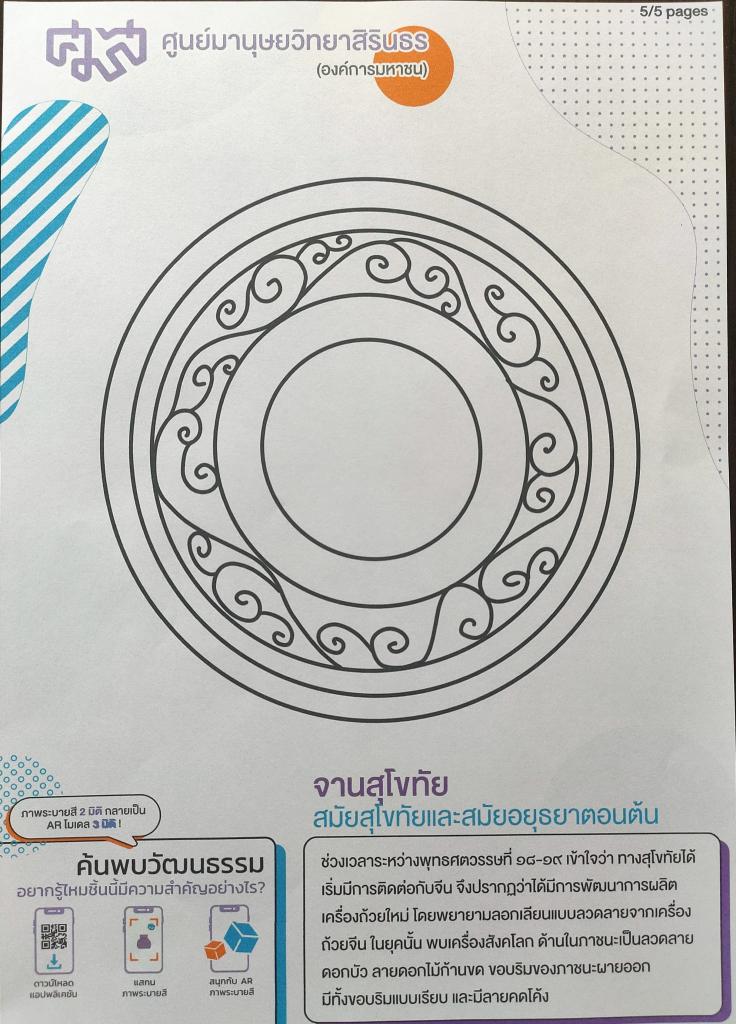 5/5 pages
ศมส
ศูนย์มานุษยวิทยาสิรินธร
(องค์การมหาชน)
จานสุโขทัย
สมัยสุโขทัยและสมัยอยุธยาตอนต้น
ช่วงเวลาระหว่างพุทธศตวรรษที่ ๑๘-๑๙ เข้าใจว่า ทางสุโขทัยได้
เริ่มมีการติดต่อกับจีน จึงปรากฏว่าได้มีการพัฒนาการผลิต
เครื่องถ้วยใหม่ โดยพยายามลอกเลียนแบบลวดลายจากเครื่อง
ถ้วยจีน ในยุคนั้น พบเครื่องสังคโลก ด้านในภาชนะเป็นลวดลาย
ดอกบัว ลายดอกไม้ก้านขด ขอบริมของภาชนะผายออก
มีทั้งขอบริมแบบเรียบ และมีลายคดโค้ง
ภาพระบายสี 2 มิติ กลายเป็น
AR โมเดล 3 มิติ !
ค้นพบวัฒนธรรม
อยากรู้ไหมชิ้นนี้มีความสำคัญอย่างไร?
ดาวน์โหลด
แอปพลิเคชัน
สแกน
ภาพระบายสี
สนุกกับ AR
ภาพระบายสี